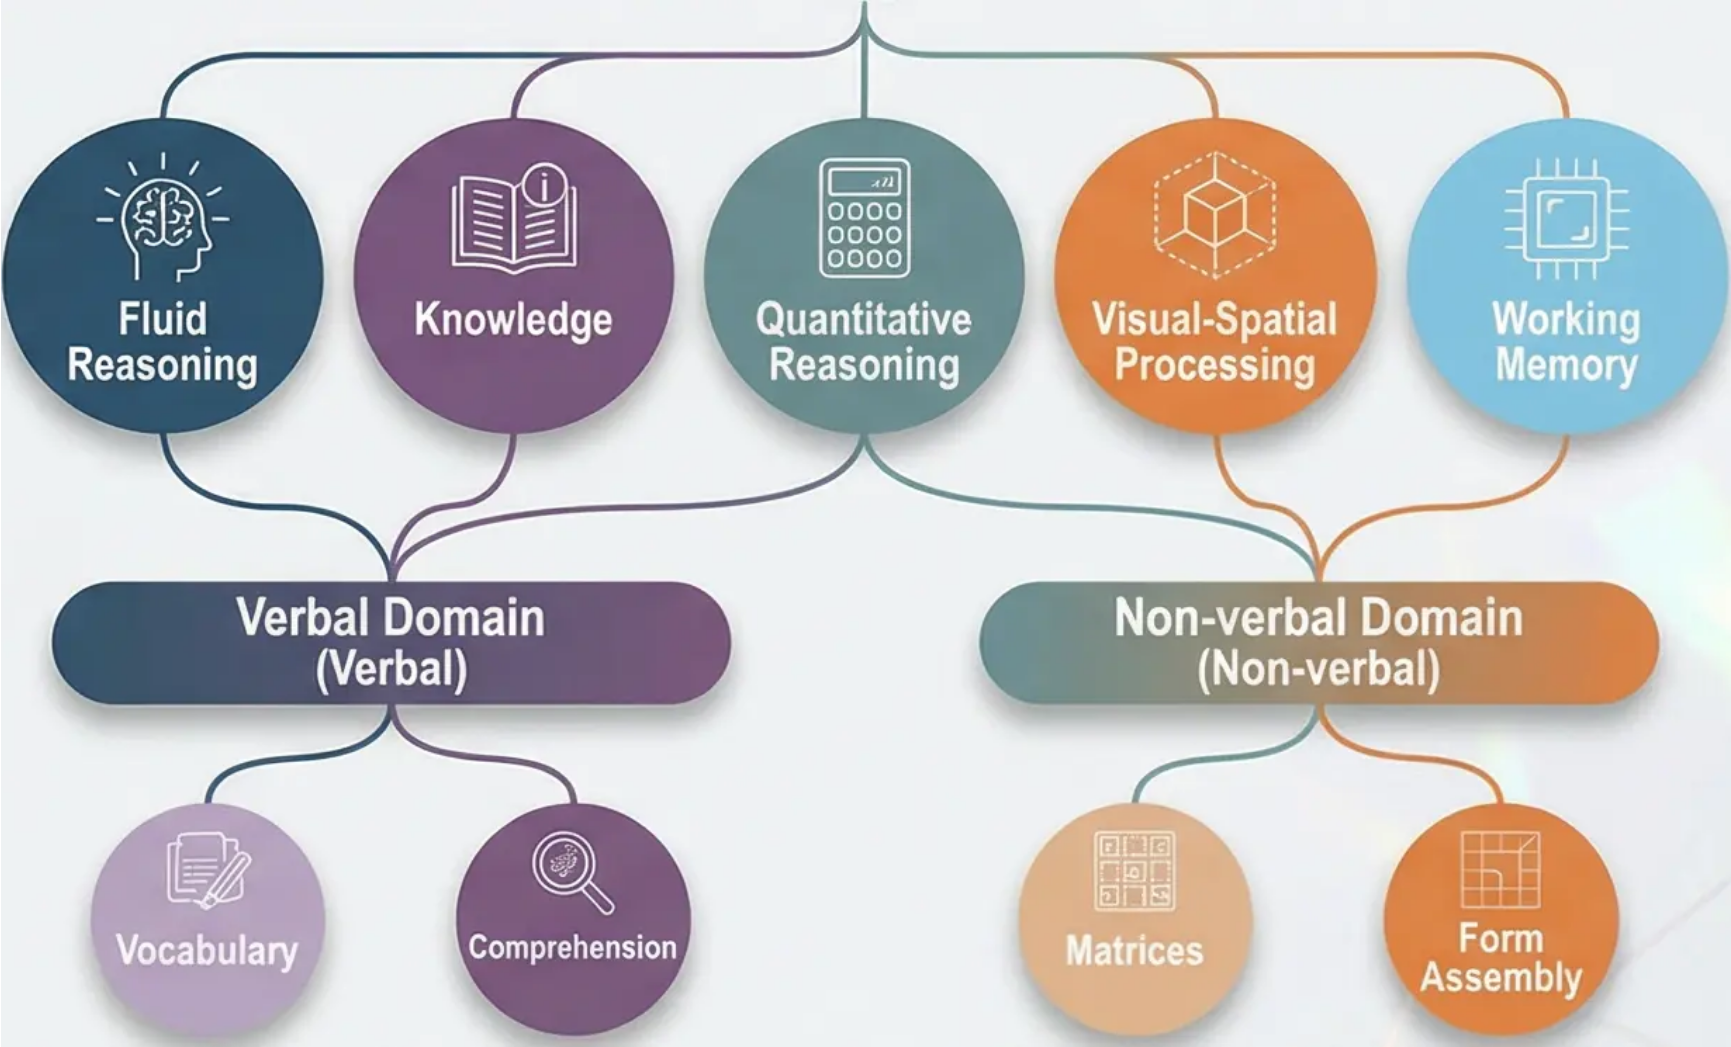 Fluid
Reasoning
Knowledge
Quantitative
Reasoning
Visual-Spatial
Processing
Working
Memory
Verbal Domain
(Verbal)
Non-verbal Domain
(Non-verbal)
Vocabulary
Comprehension
Matrices
Form
Assembly